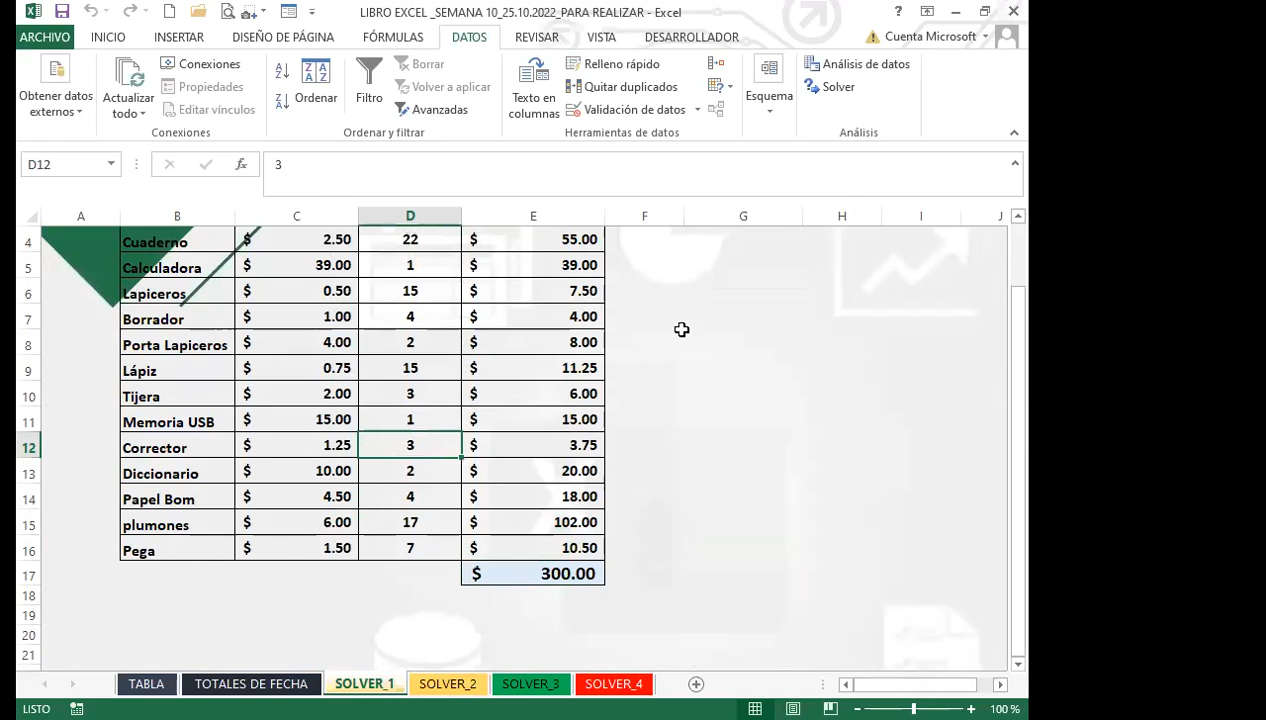 LIBRO EXCEL _SEMANA 10_25.10.2022_PARA REALIZAR - Excel
ARCHIVO INICIO INSERTAR DISEÑO DE PÁGINA FÓRMULAS DATOS REVISAR VISTA DESARROLLADOR Cuenta Microsoft
Obtener datos externos
Actualizar todo
Conexiones
Propiedades
Editar vínculos
Conexiones
Ordenar
Filtro
Borrar
Volver a aplicar
Avanzadas
Ordenar y filtrar
Texto en columnas
Relleno rápido
Quitar duplicados
Validación de datos
Herramientas de datos
Esquema
Análisis de datos
Solver
Análisis
D12 fx 3
A B C D E F G H I J
4 Cuaderno $ 2.50 22 $ 55.00
5 Calculadora $ 39.00 1 $ 39.00
6 Lapiceros $ 0.50 15 $ 7.50
7 Borrador $ 1.00 4 $ 4.00
8 Porta Lapiceros $ 4.00 2 $ 8.00
9 Lápiz $ 0.75 15 $ 11.25
10 Tijera $ 2.00 3 $ 6.00
11 Memoria USB $ 15.00 1 $ 15.00
12 Corrector $ 1.25 3 $ 3.75
13 Diccionario $ 10.00 2 $ 20.00
14 Papel Bom $ 4.50 4 $ 18.00
15 plumones $ 6.00 17 $ 102.00
16 Pega $ 1.50 7 $ 10.50
17 $ 300.00
18
19
20
21
TABLA TOTALES DE FECHA SOLVER_1 SOLVER_2 SOLVER_3 SOLVER_4
LISTO 100 %